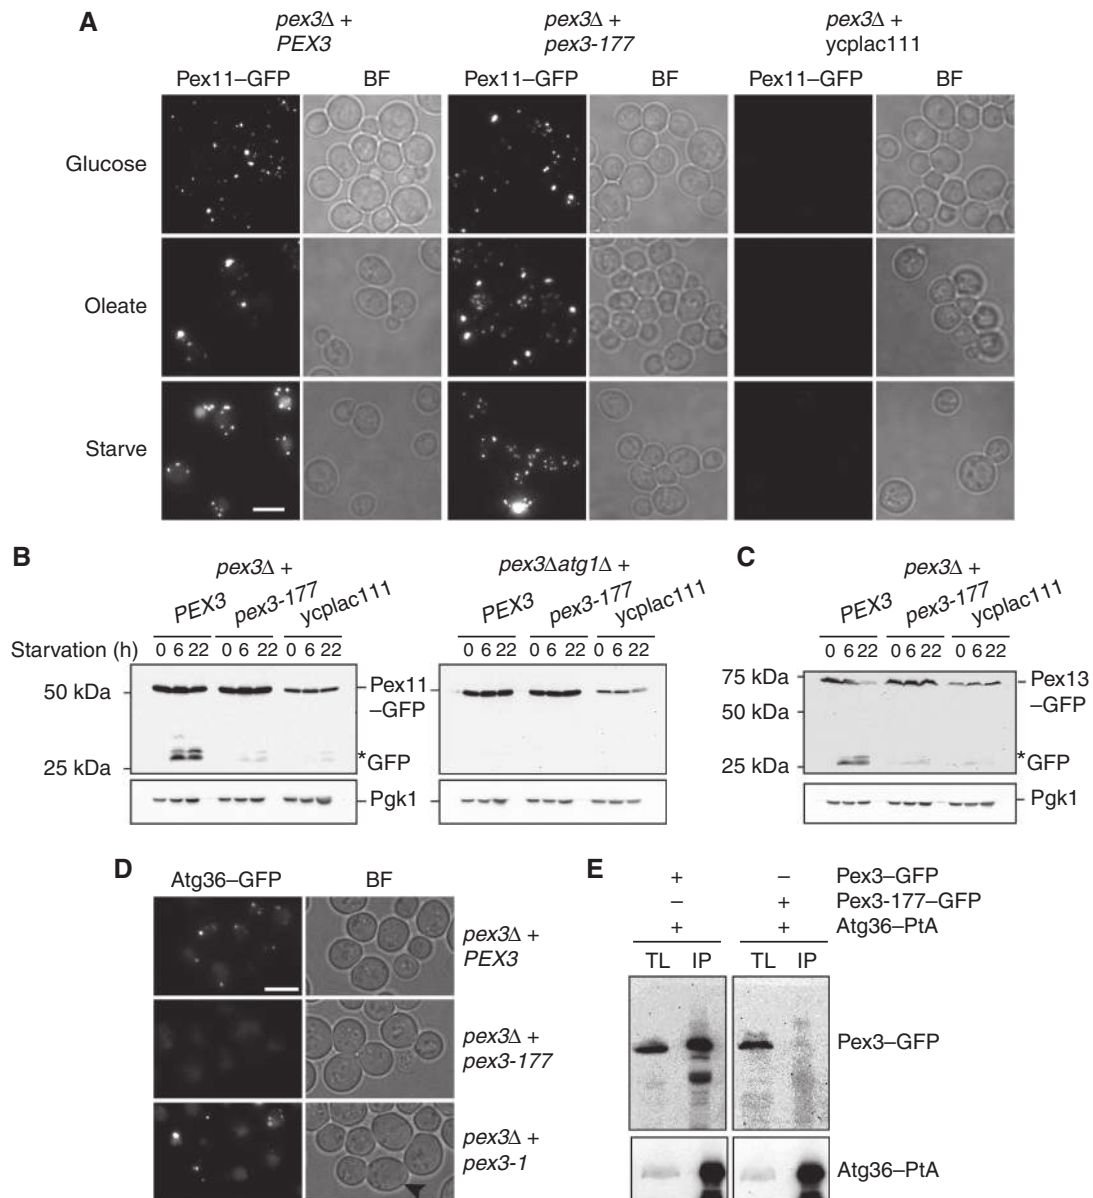 A
pex3Δ + PEX3
pex3-177
pex3Δ + ycplac111
Pex11–GFP BF Pex11–GFP BF Pex11–GFP BF
Glucose
Oleate
Starve
B
pex3Δ +
PEX3 pex3-177 ycplac111
Starvation (h) 0 6 22 0 6 22 0 6 22
50 kDa
25 kDa
Pex11
–GFP
*GFP
Pgk1
pex3Δatg1Δ +
PEX3 pex3-177 ycplac111
0 6 22 0 6 22 0 6 22
C
pex3Δ +
PEX3 pex3-177 ycplac111
0 6 22 0 6 22 0 6 22
75 kDa
50 kDa
25 kDa
Pex13
–GFP
*GFP
Pgk1
D
Atg36–GFP BF
pex3Δ +
PEX3
pex3Δ +
pex3-177
pex3Δ +
pex3-1
E
+ – Pex3–GFP
– + Pex3-177–GFP
+ + Atg36–PtA
TL IP TL IP
Pex3–GFP
Atg36–PtA